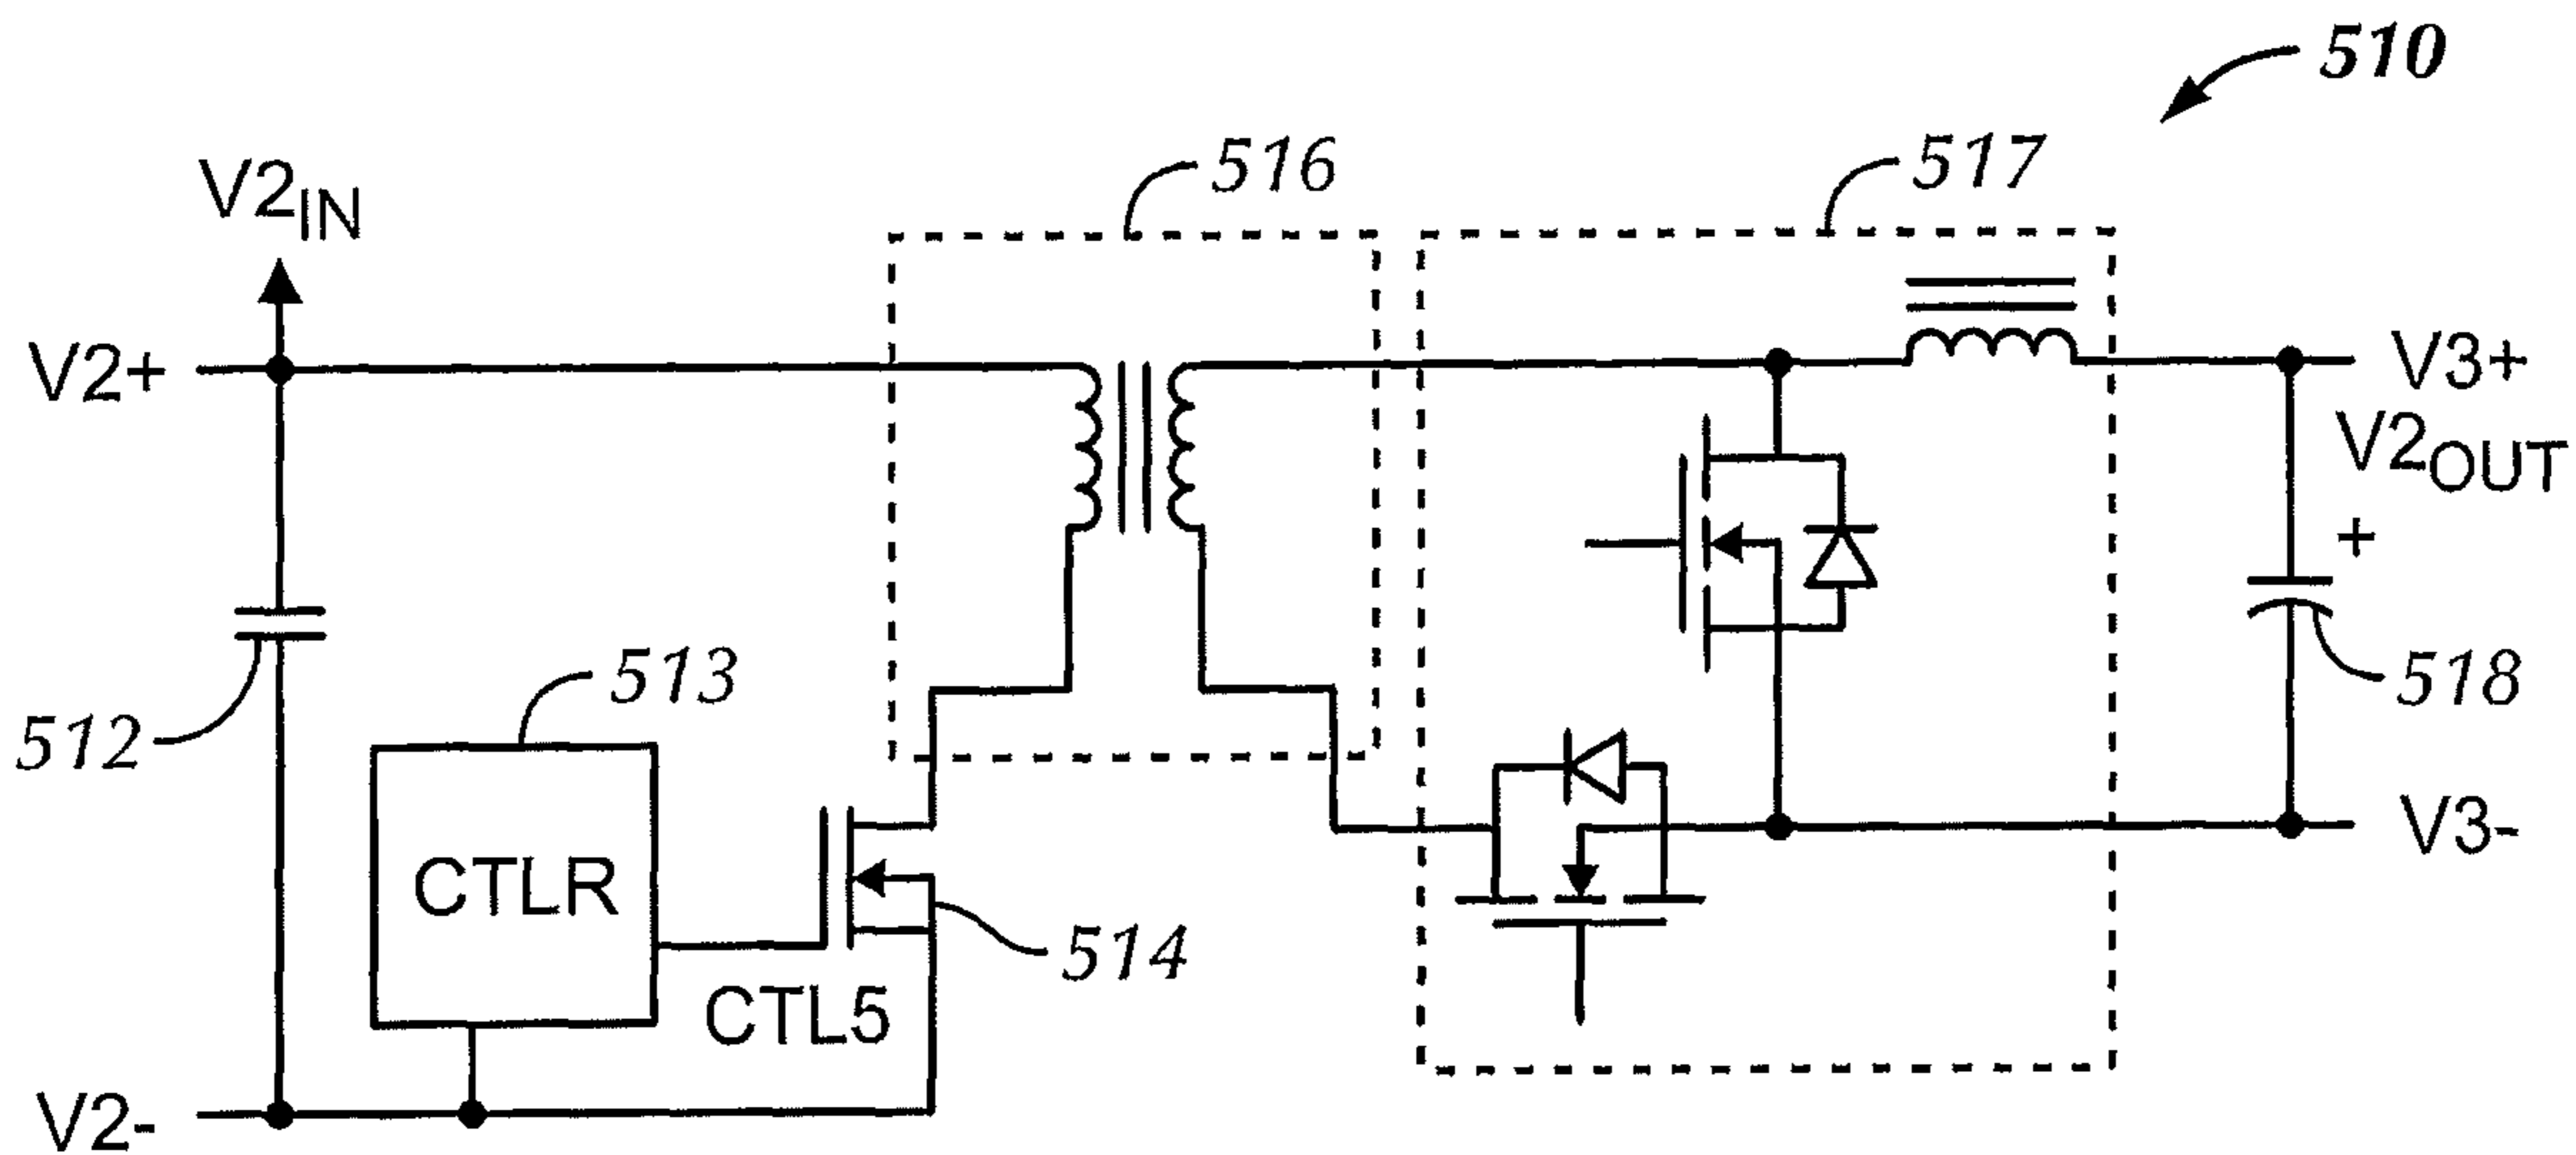 510
516
517
V2IN
V2+
V3+
V2OUT
+
513
518
512
CTLR
514
CTL5
V3-
V2-